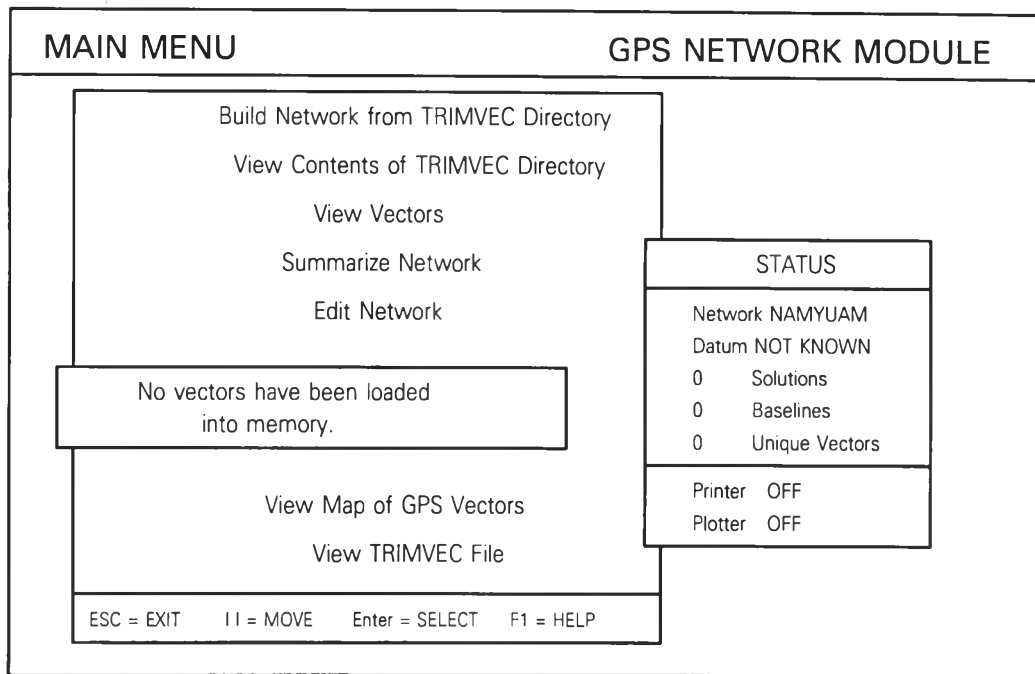 MAIN MENU
GPS NETWORK MODULE
Build Network from TRIMVEC Directory
View Contents of TRIMVEC Directory
View Vectors
Summarize Network
Edit Network
No vectors have been loaded
into memory.
View Map of GPS Vectors
View TRIMVEC File
ESC = EXIT I I = MOVE Enter = SELECT F1 = HELP
STATUS
Network NAMYUAM
Datum NOT KNOWN
0 Solutions
0 Baselines
0 Unique Vectors
Printer OFF
Plotter OFF